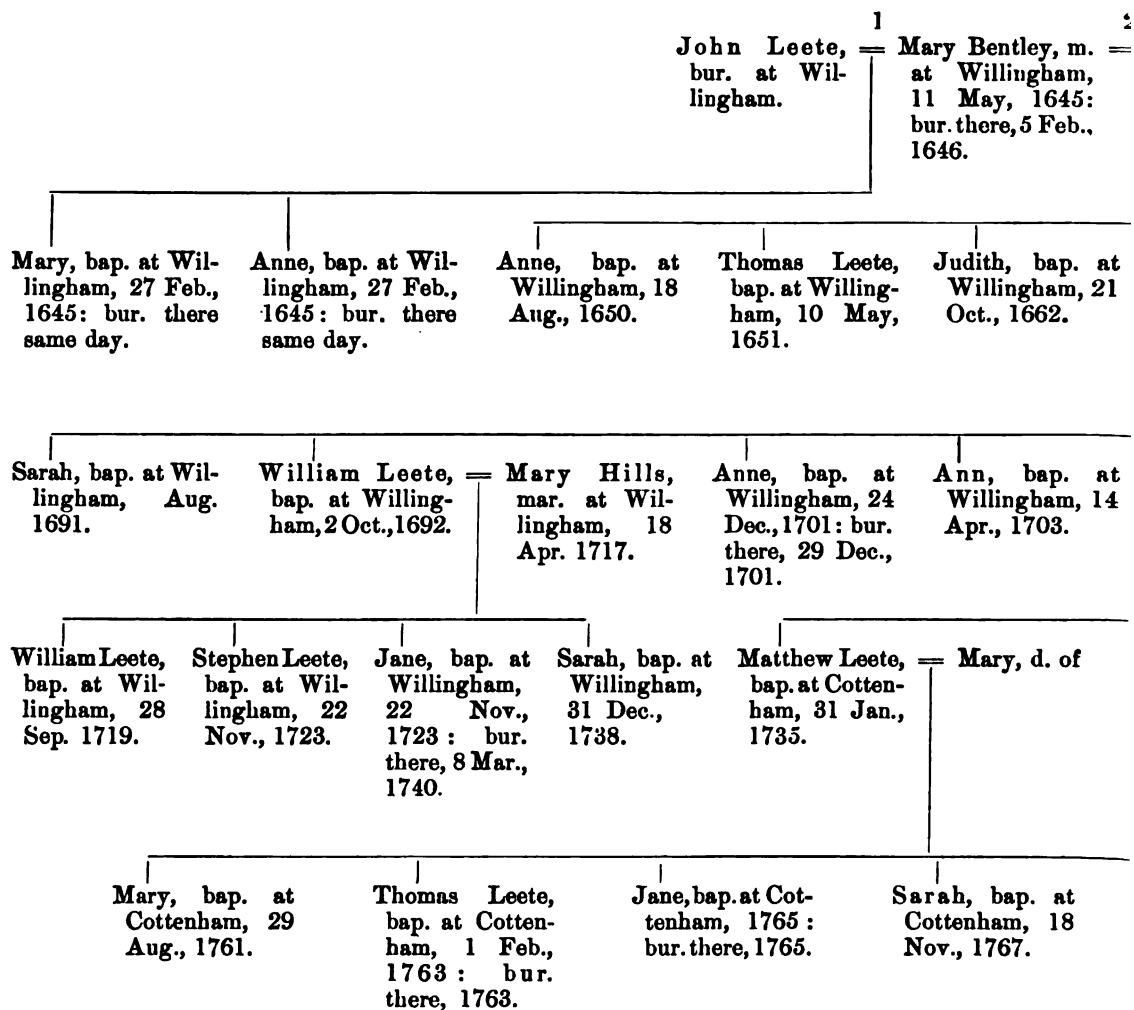 1
2
John Leete,
bur. at Wil-
lingham.
=
Mary Bentley, m.
at Willingham,
11 May, 1645:
bur. there, 5 Feb.,
1646.
=
Mary, bap. at Wil-
lingham, 27 Feb.,
1645: bur. there
same day.
Anne, bap. at Wil-
lingham, 27 Feb.,
1645: bur. there
same day.
Anne, bap. at
Willingham, 18
Aug., 1650.
Thomas Leete,
bap. at Willing-
ham, 10 May,
1651.
Judith, bap. at
Willingham, 21
Oct., 1662.
Sarah, bap. at Wil-
lingham, Aug.
1691.
William Leete,
bap. at Willing-
ham, 2 Oct., 1692.
=
Mary Hills,
mar. at Wil-
lingham, 18
Apr. 1717.
Anne, bap. at
Willingham, 24
Dec., 1701: bur.
there, 29 Dec.,
1701.
Ann, bap. at
Willingham, 14
Apr., 1703.
William Leete,
bap. at Wil-
lingham, 28
Sep. 1719.
Stephen Leete,
bap. at Wil-
lingham, 22
Nov., 1723.
Jane, bap. at
Willingham,
22 Nov.,
1723: bur.
there, 8 Mar.,
1740.
Sarah, bap. at
Willingham,
31 Dec.,
1738.
Matthew Leete,
bap. at Cotten-
ham, 31 Jan.,
1735.
=
Mary, d. of
Mary, bap. at
Cottenham, 29
Aug., 1761.
Thomas Leete,
bap. at Cotten-
ham, 1 Feb.,
1763: bur.
there, 1763.
Jane, bap. at Cot-
tenham, 1765:
bur. there, 1765.
Sarah, bap. at
Cottenham, 18
Nov., 1767.